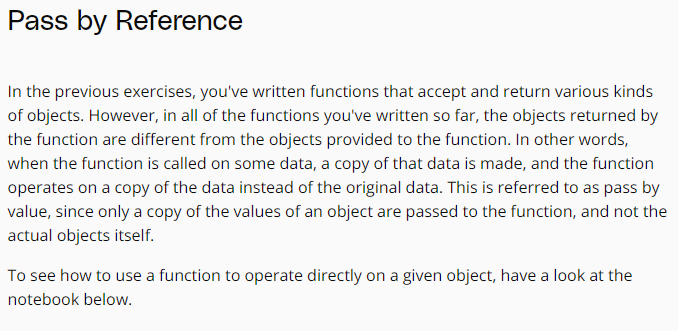 Pass by Reference
In the previous exercises, you've written functions that accept and return various kinds
of objects. However, in all of the functions you've written so far, the objects returned by
the function are different from the objects provided to the function. In other words,
when the function is called on some data, a copy of that data is made, and the function
operates on a copy of the data instead of the original data. This is referred to as pass by
value, since only a copy of the values of an object are passed to the function, and not the
actual objects itself.
To see how to use a function to operate directly on a given object, have a look at the
notebook below.